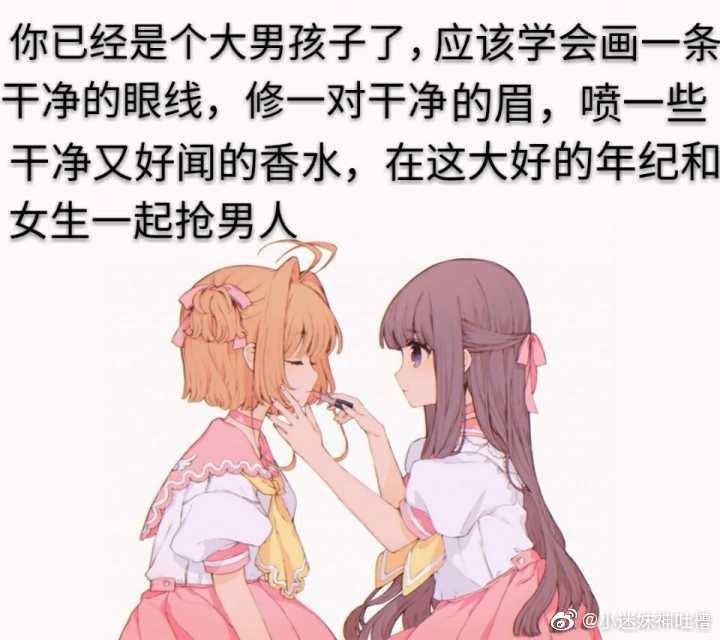 你已经是个大男孩子了，应该学会画一条
干净的眼线，修一对干净的眉，喷一些
干净又好闻的香水，在这大好的年纪和
女生一起抢男人
@小迷妹神吐槽